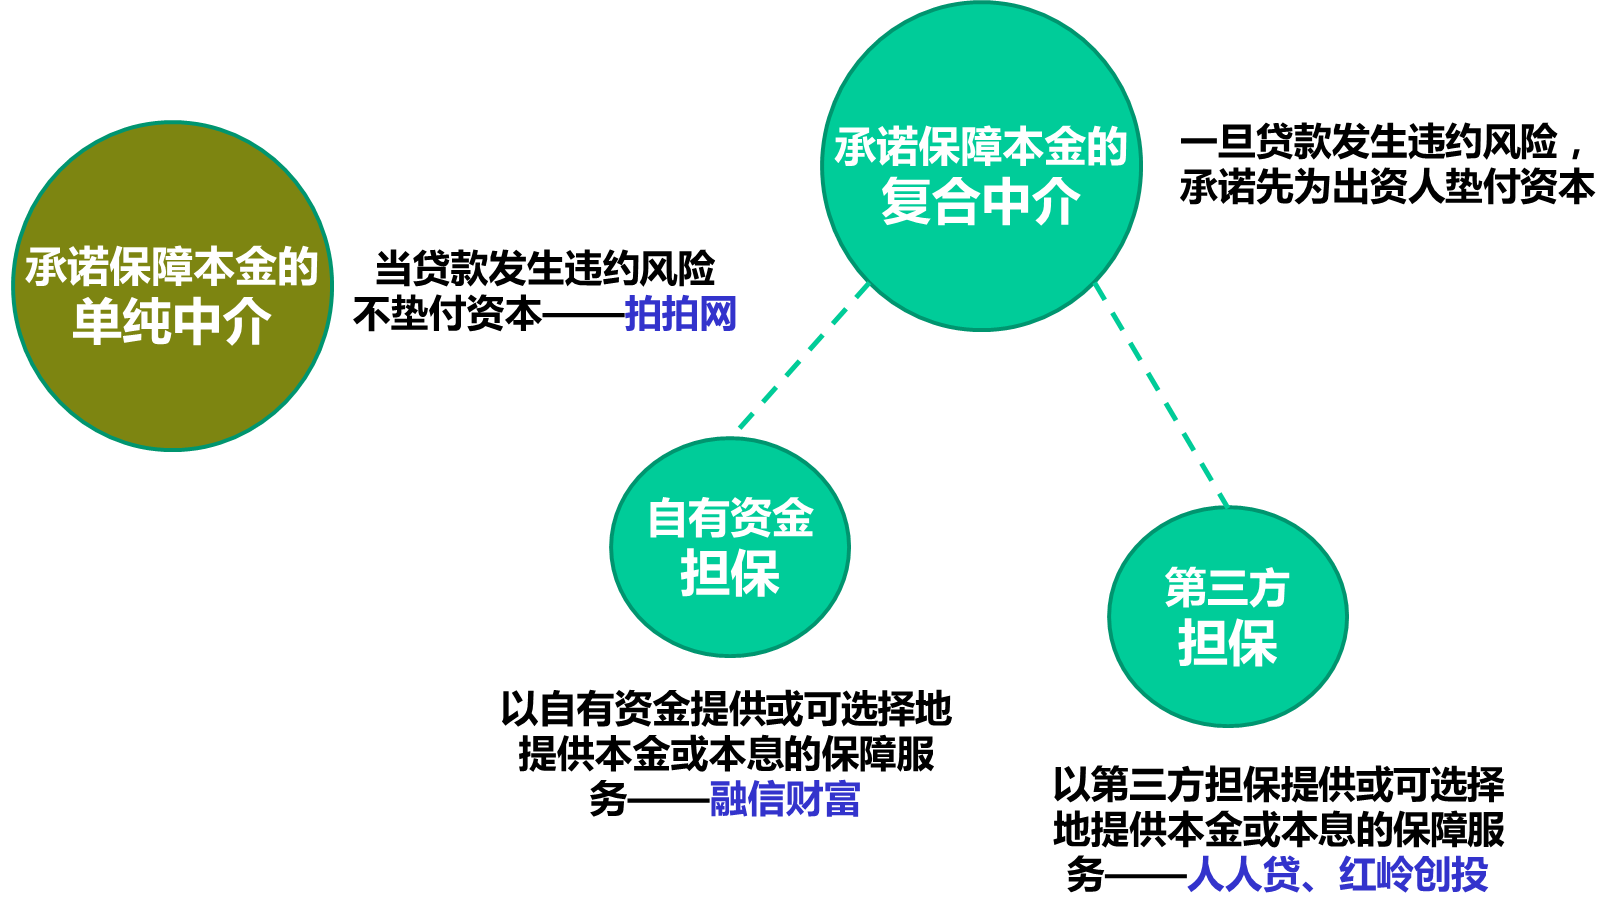 承诺保障本金的
单纯中介
当贷款发生违约风险
不垫付资本——拍拍网
承诺保障本金的
复合中介
一旦贷款发生违约风险，
承诺先为出资人垫付资本
自有资金
担保
以自有资金提供或可选择地
提供本金或本息的保障服
务——融信财富
第三方
担保
以第三方担保提供或可选择
地提供本金或本息的保障服
务——人人贷、红岭创投